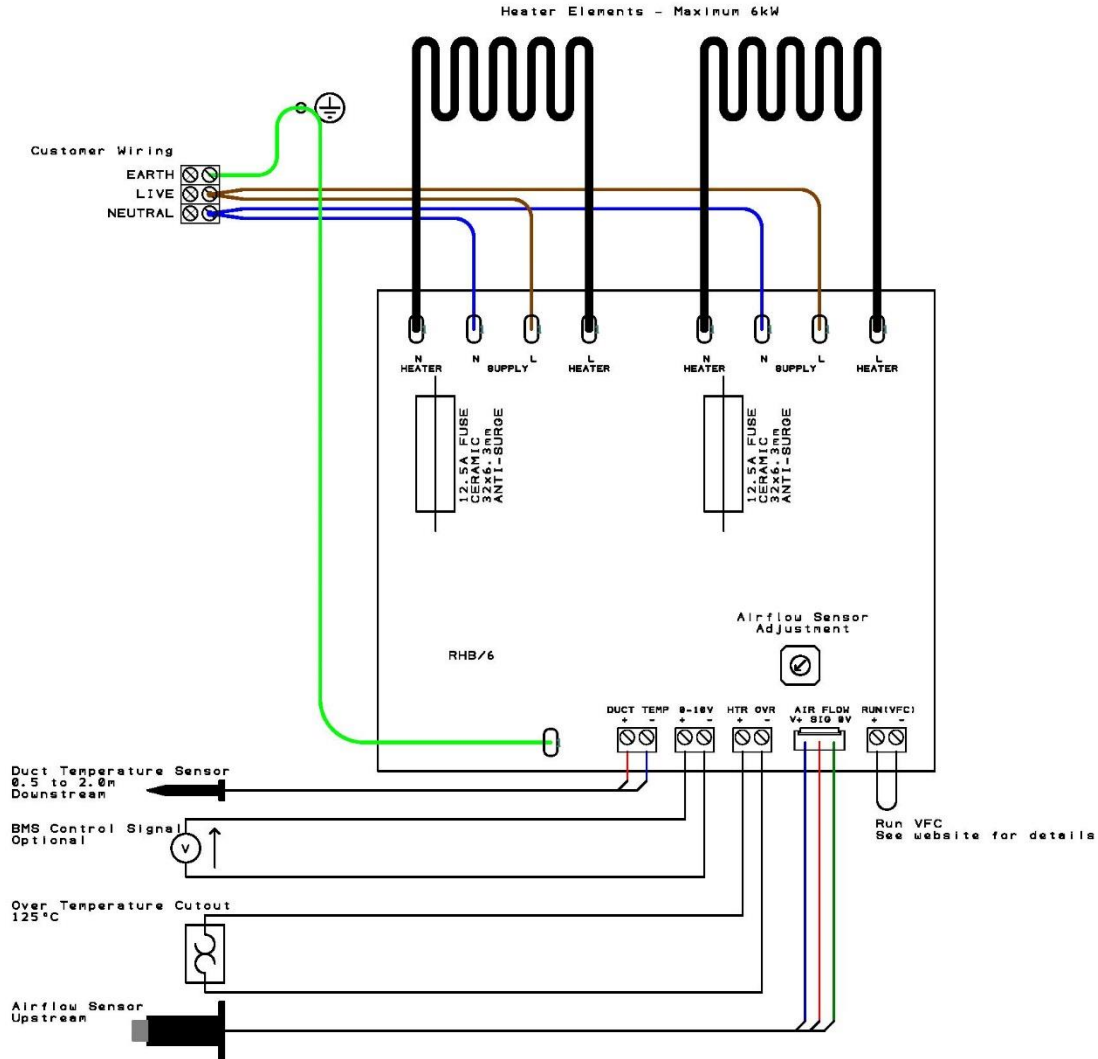 Heater Elements - Maximum 6kW
Customer Wiring
EARTH
LIVE
NEUTRAL
N
HEATER
N
SUPPLY
L
L
HEATER
N
HEATER
N
SUPPLY
L
L
HEATER
12.5A FUSE
CERAMIC
32x6.3mm
ANTI-SURGE
12.5A FUSE
CERAMIC
32x6.3mm
ANTI-SURGE
Airflow Sensor
Adjustment
RHB/6
DUCT TEMP
+ -
0-10V
+ -
HTR OVR
+ -
AIR FLOW
V+ SIG 0V
RUN(VFC)
+ -
Duct Temperature Sensor
0.5 to 2.0m
Downstream
BMS Control Signal
Optional
V
Run VFC
See website for details
Over Temperature Cutout
125°C
Airflow Sensor
Upstream